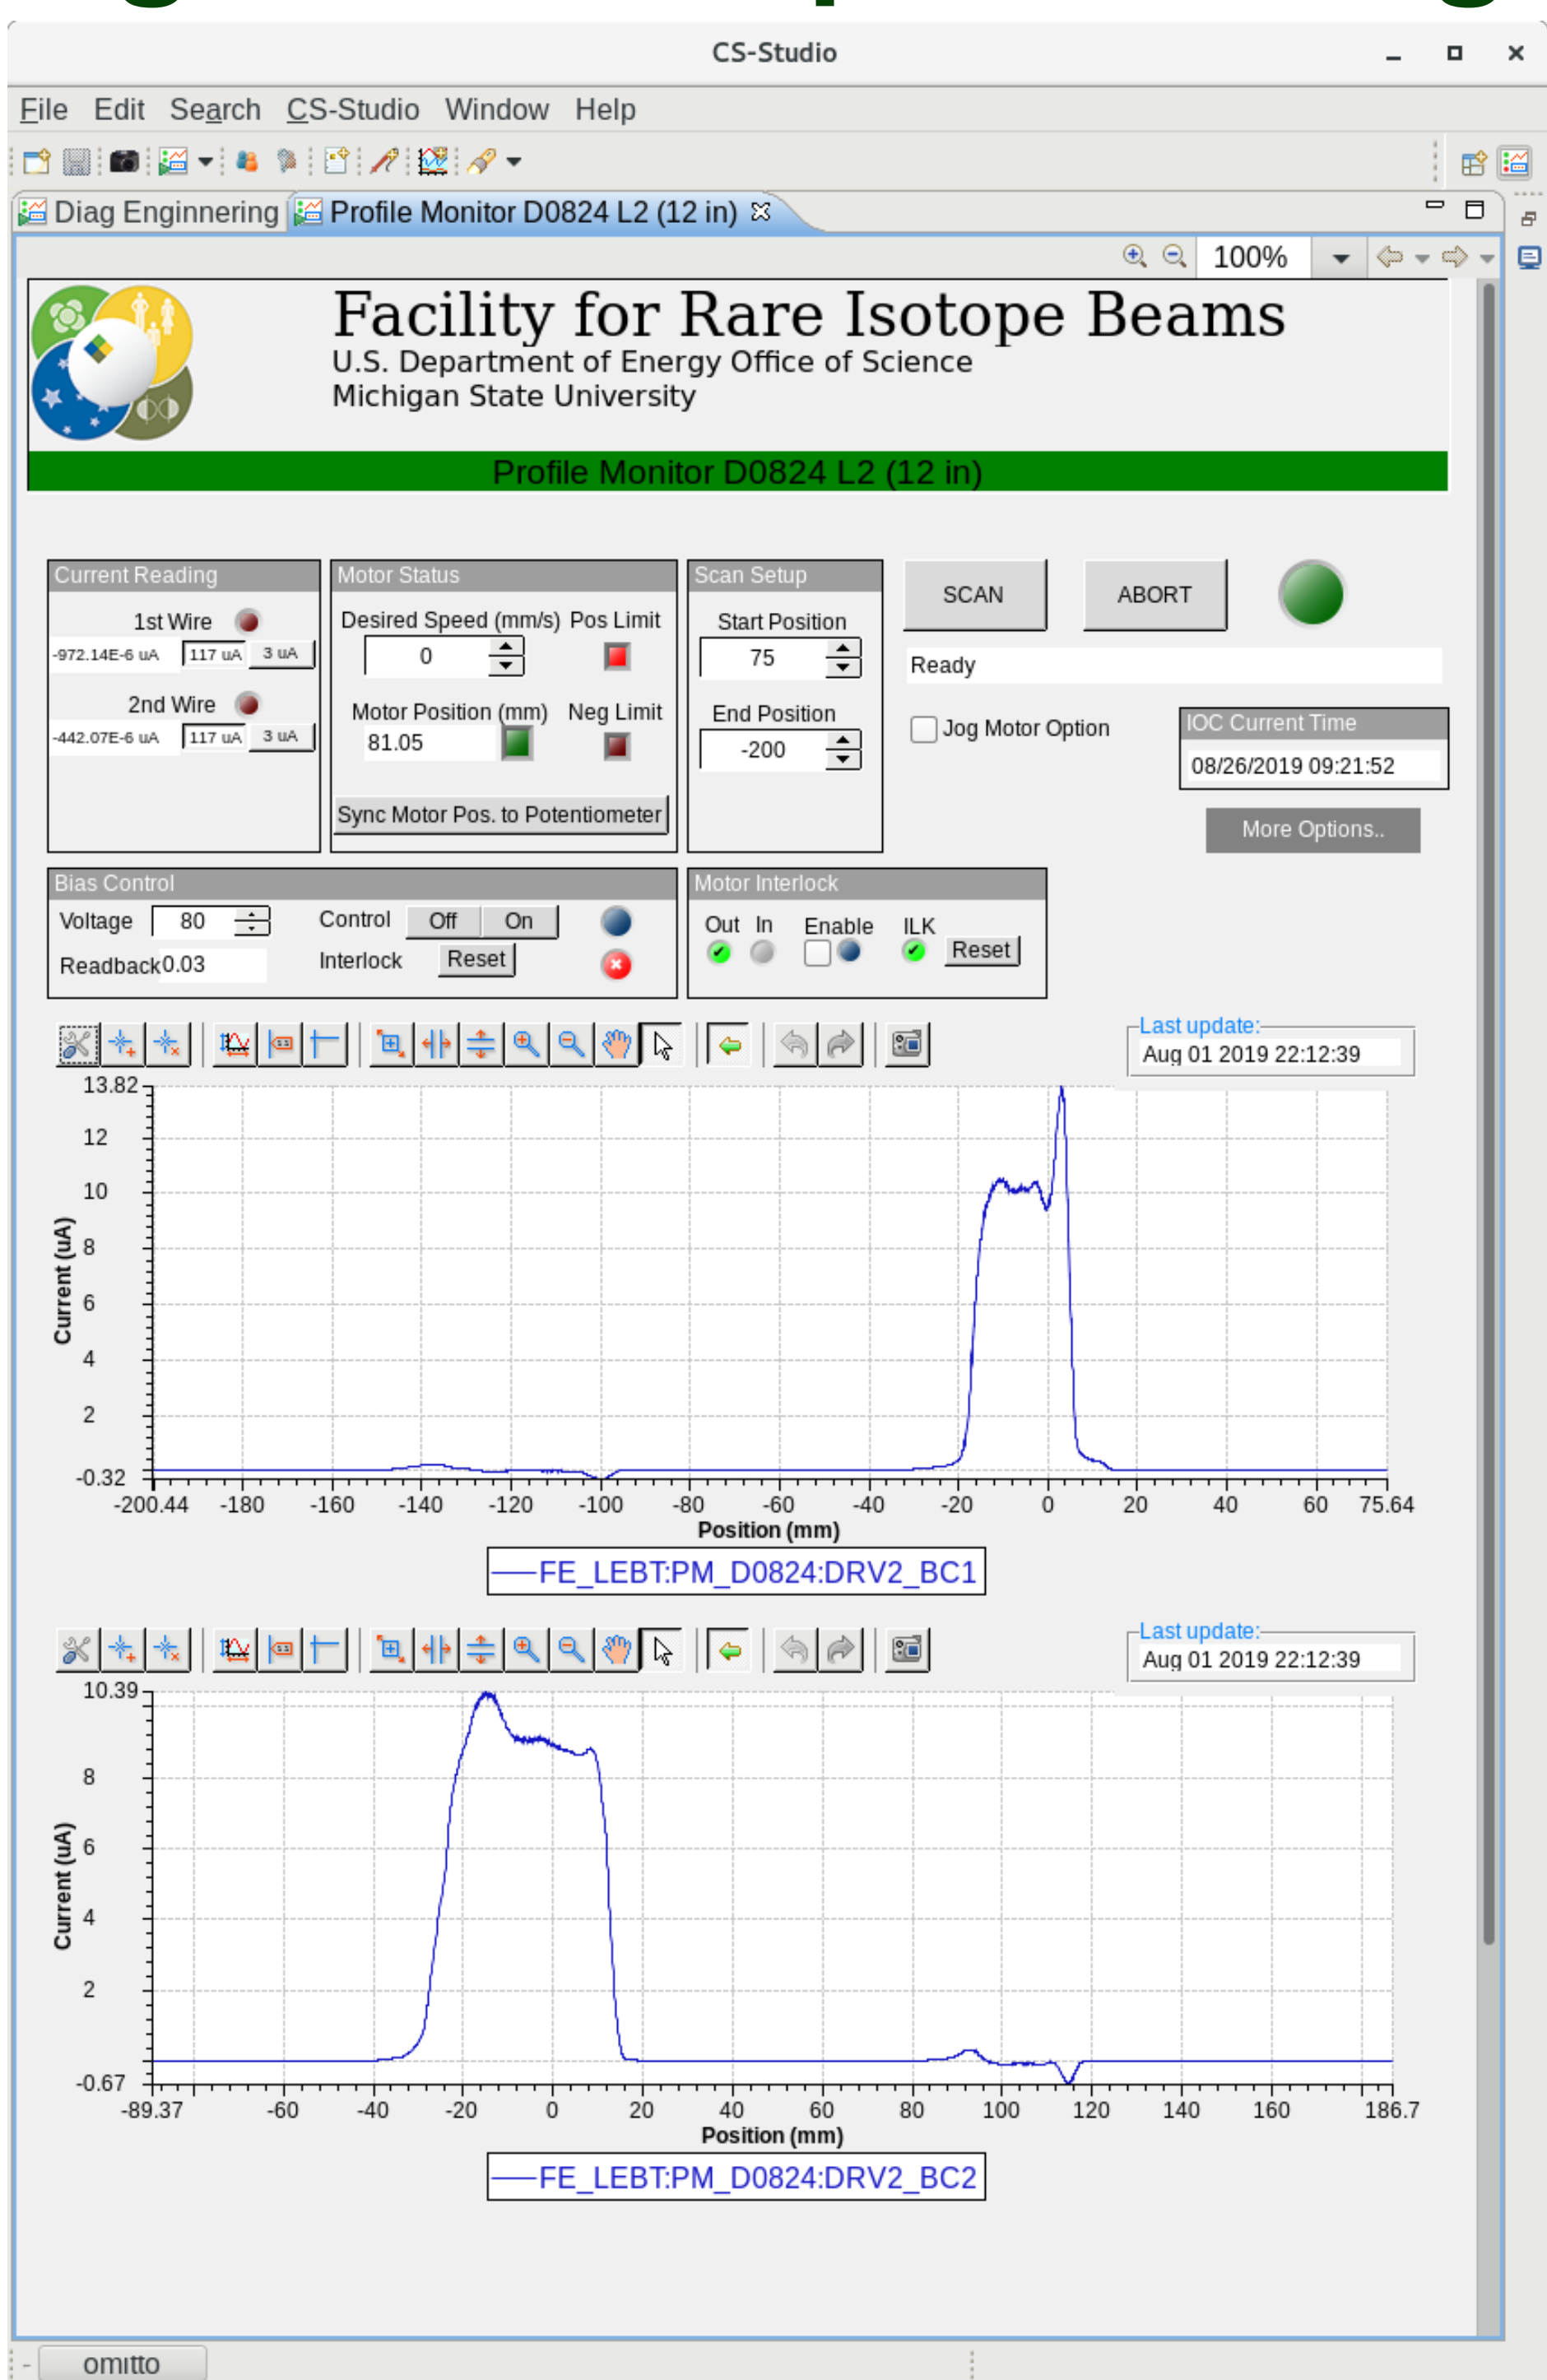 CS-Studio
File Edit Search CS-Studio Window Help
Diag Enginnering Profile Monitor D0824 L2 (12 in)
100%
Facility for Rare Isotope Beams
U.S. Department of Energy Office of Science
Michigan State University
Profile Monitor D0824 L2 (12 in)
Current Reading
1st Wire
-972.14E-6 uA 117 uA 3 uA
2nd Wire
-442.07E-6 uA 117 uA 3 uA
Motor Status
Desired Speed (mm/s) Pos Limit
0
Motor Position (mm) Neg Limit
81.05
Sync Motor Pos. to Potentiometer
Scan Setup
Start Position
75
End Position
-200
SCAN ABORT
Ready
Jog Motor Option
IOC Current Time
08/26/2019 09:21:52
More Options..
Bias Control
Voltage 80 Control Off On
Readback 0.03 Interlock Reset
Motor Interlock
Out In Enable ILK
Reset
Last update:
Aug 01 2019 22:12:39
13.82
12
10
8
6
4
2
-0.32
Current (uA)
-200.44 -180 -160 -140 -120 -100 -80 -60 -40 -20 0 20 40 60 75.64
Position (mm)
FE_LEBT:PM_D0824:DRV2_BC1
Last update:
Aug 01 2019 22:12:39
10.39
8
6
4
2
-0.67
Current (uA)
-89.37 -60 -40 -20 0 20 40 60 80 100 120 140 160 186.7
Position (mm)
FE_LEBT:PM_D0824:DRV2_BC2
omitto